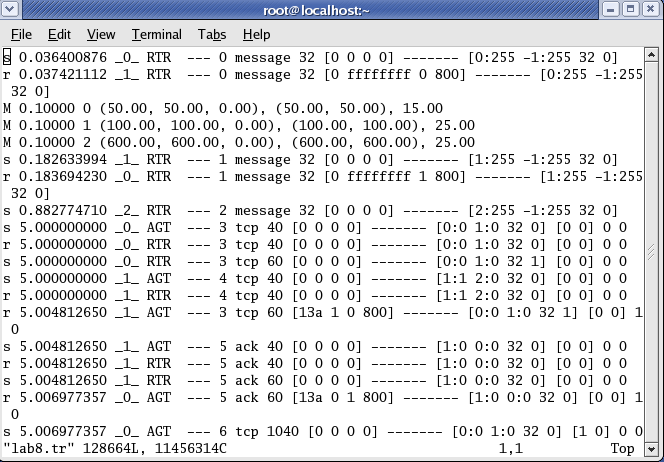 root@localhost:~
File Edit View Terminal Tabs Help
s 0.036400876 _0_ RTR  --- 0 message 32 [0 0 0 0] ------- [0:255 -1:255 32 0]
r 0.037421112 _1_ RTR  --- 0 message 32 [0 ffffffff 0 800] ------- [0:255 -1:255
 32 0]
M 0.10000 0 (50.00, 50.00, 0.00), (50.00, 50.00), 15.00
M 0.10000 1 (100.00, 100.00, 0.00), (100.00, 100.00), 25.00
M 0.10000 2 (600.00, 600.00, 0.00), (600.00, 600.00), 25.00
s 0.182633994 _1_ RTR  --- 1 message 32 [0 0 0 0] ------- [1:255 -1:255 32 0]
r 0.183694230 _0_ RTR  --- 1 message 32 [0 ffffffff 1 800] ------- [1:255 -1:255
 32 0]
s 0.882774710 _2_ RTR  --- 2 message 32 [0 0 0 0] ------- [2:255 -1:255 32 0]
s 5.000000000 _0_ AGT  --- 3 tcp 40 [0 0 0 0] ------- [0:0 1:0 32 0] [0 0] 0 0
r 5.000000000 _0_ RTR  --- 3 tcp 40 [0 0 0 0] ------- [0:0 1:0 32 0] [0 0] 0 0
s 5.000000000 _0_ RTR  --- 3 tcp 60 [0 0 0 0] ------- [0:0 1:0 32 1] [0 0] 0 0
s 5.000000000 _1_ AGT  --- 4 tcp 40 [0 0 0 0] ------- [1:1 2:0 32 0] [0 0] 0 0
r 5.000000000 _1_ RTR  --- 4 tcp 40 [0 0 0 0] ------- [1:1 2:0 32 0] [0 0] 0 0
r 5.004812650 _1_ AGT  --- 3 tcp 60 [13a 1 0 800] ------- [0:0 1:0 32 1] [0 0] 1
 0
s 5.004812650 _1_ AGT  --- 5 ack 40 [0 0 0 0] ------- [1:0 0:0 32 0] [0 0] 0 0
r 5.004812650 _1_ RTR  --- 5 ack 40 [0 0 0 0] ------- [1:0 0:0 32 0] [0 0] 0 0
s 5.004812650 _1_ RTR  --- 5 ack 60 [0 0 0 0] ------- [1:0 0:0 32 0] [0 0] 0 0
r 5.006977357 _0_ AGT  --- 5 ack 60 [13a 0 1 800] ------- [1:0 0:0 32 0] [0 0] 1
 0
s 5.006977357 _0_ AGT  --- 6 tcp 1040 [0 0 0 0] ------- [0:0 1:0 32 0] [1 0] 0 0
"lab8.tr" 128664L, 11456314C 1,1 Top